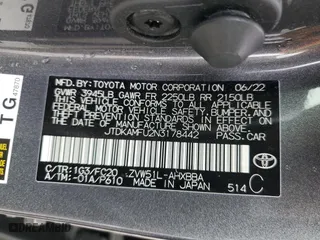 MFD. BY: TOYOTA MOTOR CORPORATION 06/22
GVWR 3945LB GAWR FR 2250LB RR 2150LB
THIS VEHICLE CONFORMS TO ALL APPLICABLE
FEDERAL MOTOR VEHICLE SAFETY, BUMPER, AND
THEFT PREVENTION STANDARDS IN EFFECT ON THE
DATE OF MANUFACTURE SHOWN ABOVE.
JTDKAMFU2N3178442 PASS.CAR
C/TR:1G3/FC20 ZVW51L-AHXBBA
A/TM:-01A/P610 MADE IN JAPAN 514 C
TG
47870